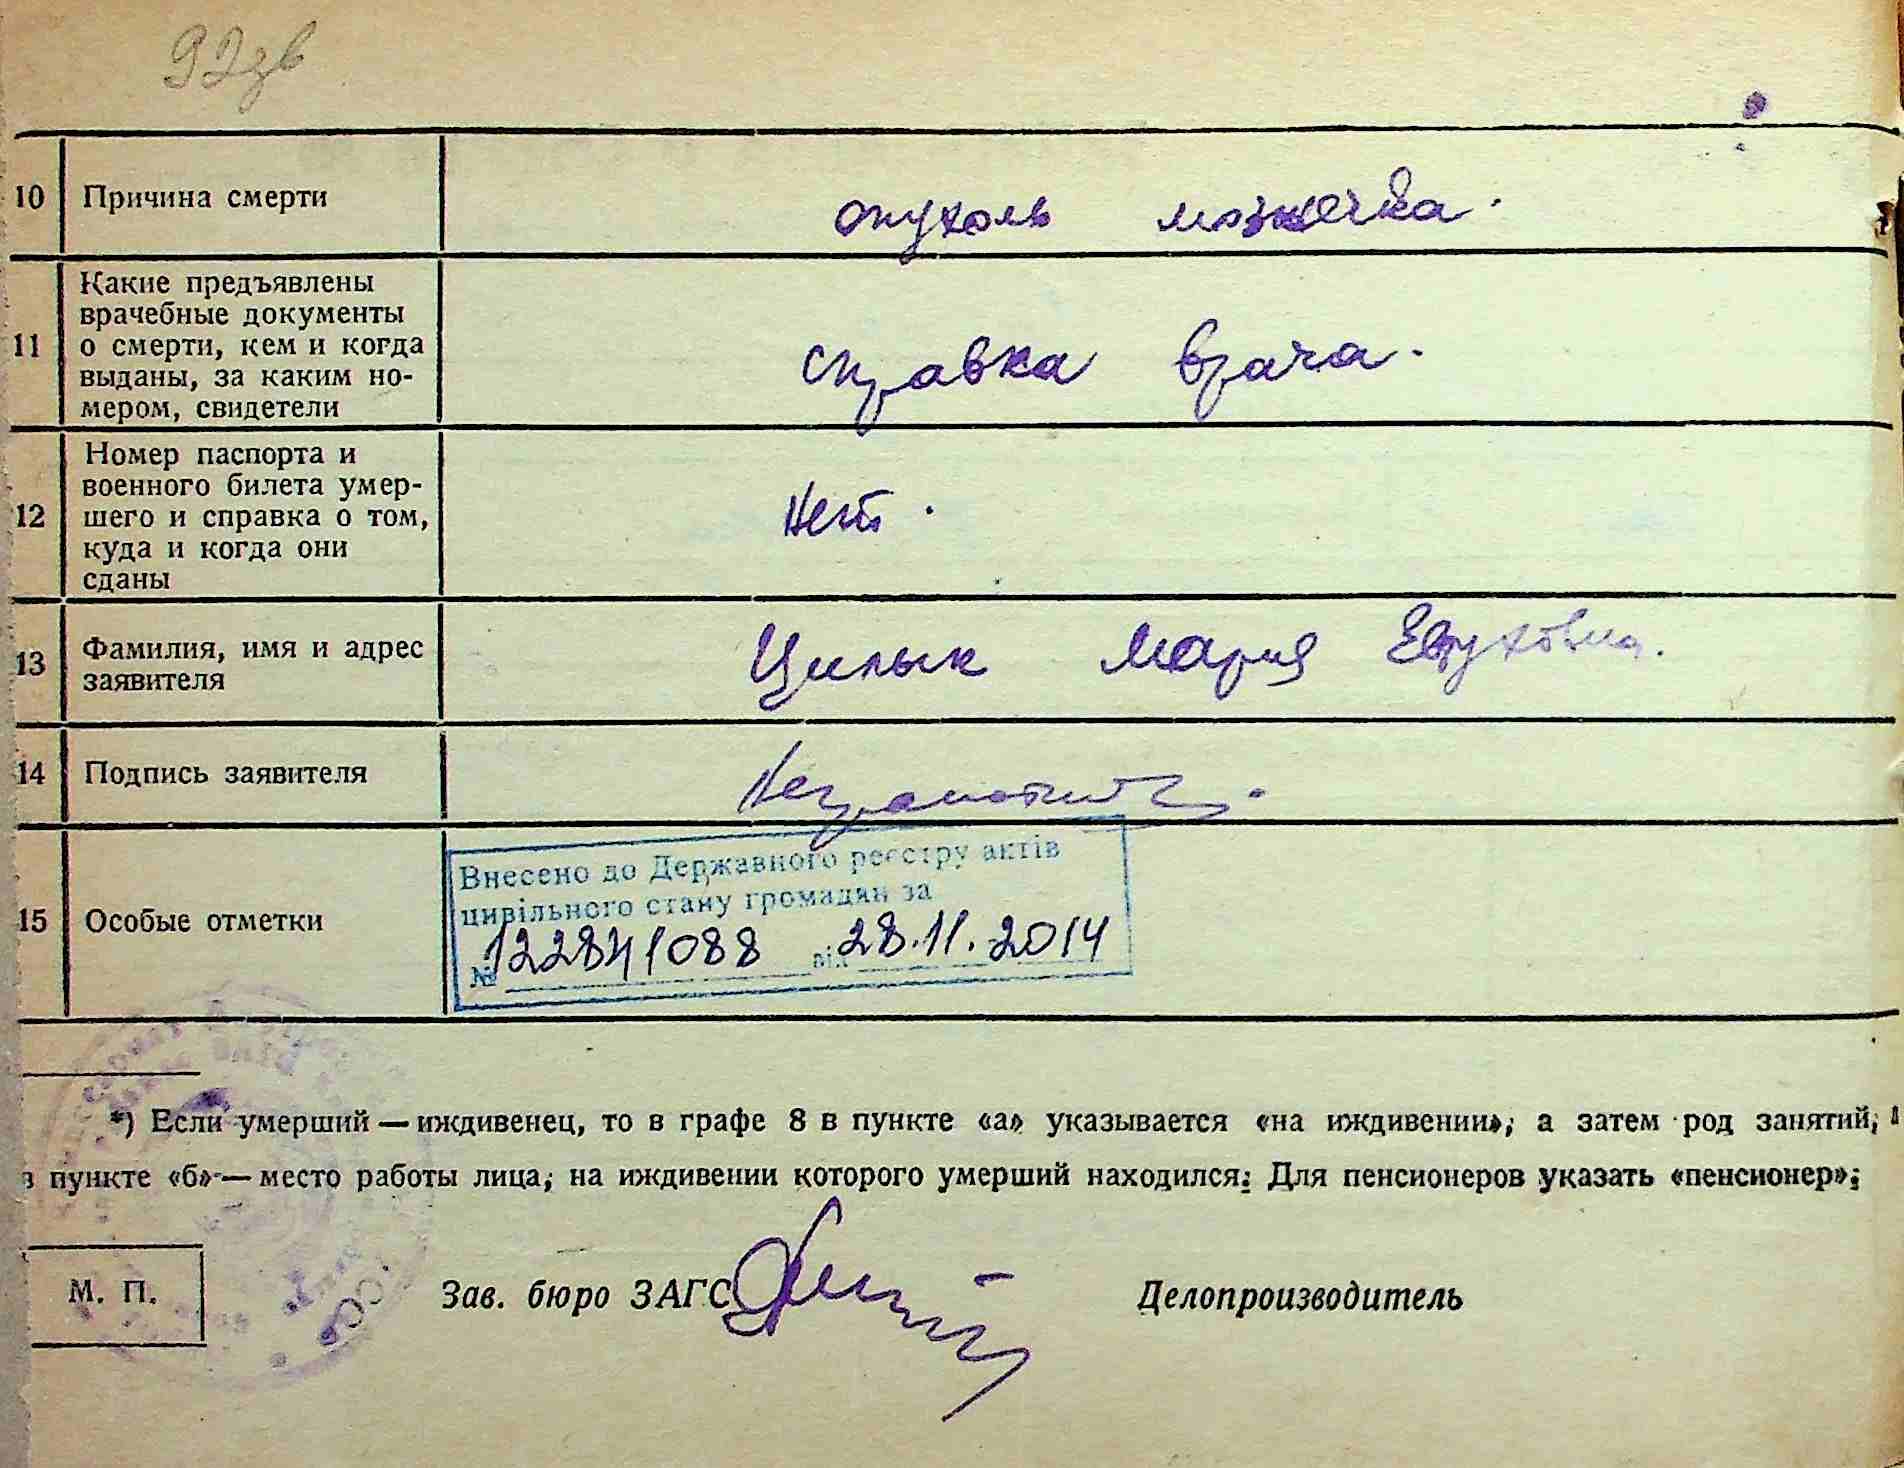 92зв
10 Причина смерти опухоль мозжечка.
11 Какие предъявлены
врачебные документы
о смерти, кем и когда
выданы, за каким но-
мером, свидетели
справка врача.
12 Номер паспорта и
военного билета умер-
шего и справка о том,
куда и когда они
сданы
Нет.
13 Фамилия, имя и адрес
заявителя
Цилык Мария
14 Подпись заявителя Неграмотная.
15 Особые отметки
Внесено до Державного реєстру актів
цивільного стану громадян за
№ 122841088 від 28.11.2014
*) Если умерший — иждивенец, то в графе 8 в пункте «а» указывается «на иждивении», а затем род занятий,
в пункте «б» — место работы лица, на иждивении которого умерший находился. Для пенсионеров указать «пенсионер».
М. П.
Зав. бюро ЗАГС Делопроизводитель